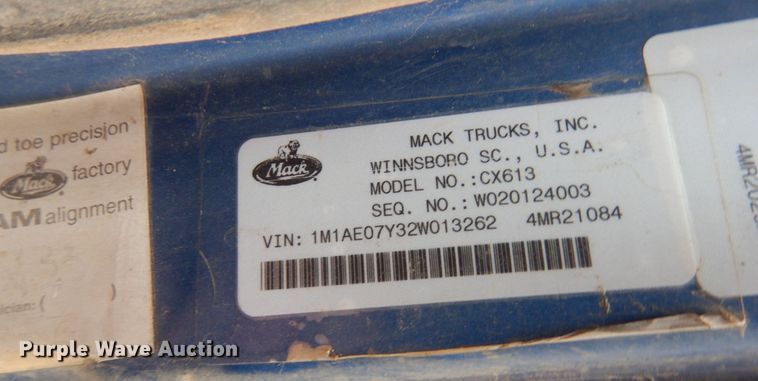 d toe precision
Mack factory
AM alignment
ician: ( )
Mack
MACK TRUCKS, INC.
WINNSBORO SC., U.S.A.
MODEL NO.:CX613
SEQ. NO.:W020124003
VIN: 1M1AE07Y32W013262 4MR21084
Purple Wave Auction